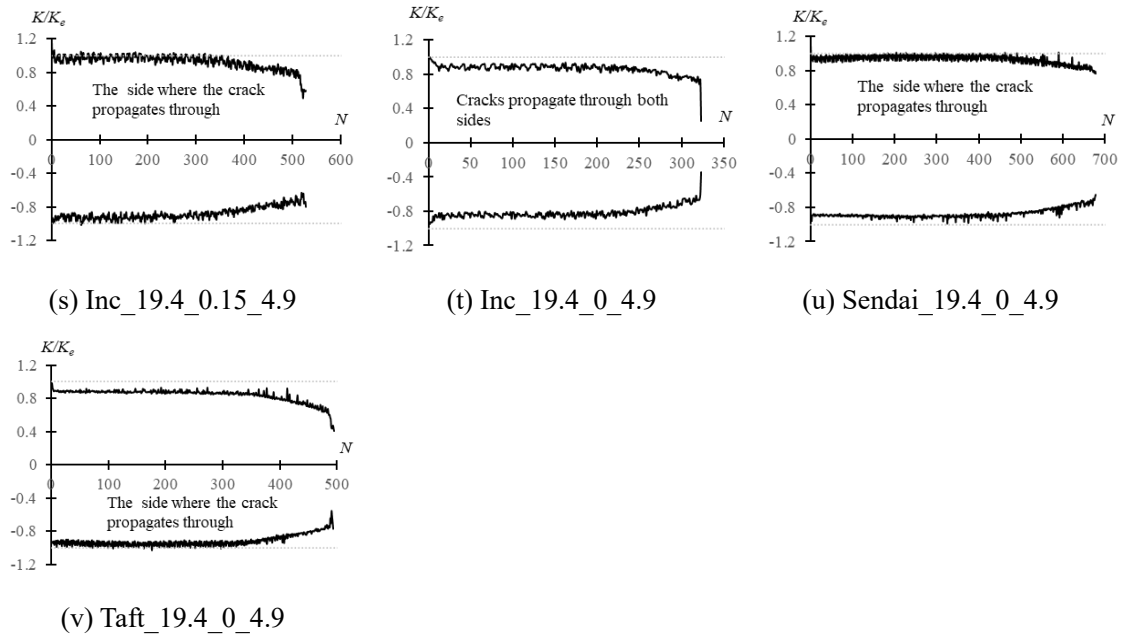 K/Ke
1.2
0.8
0.4
0
-0.4
-0.8
-1.2
0 100 200 300 400 500 600
N
The side where the crack
propagates through
(s) Inc_19.4_0.15_4.9
K/Ke
1.2
0.8
0.4
0
-0.4
-0.8
-1.2
0 50 100 150 200 250 300 350
N
Cracks propagate through both
sides
(t) Inc_19.4_0_4.9
K/Ke
1.2
0.8
0.4
0
-0.4
-0.8
-1.2
0 100 200 300 400 500 600 700
N
The side where the crack
propagates through
(u) Sendai_19.4_0_4.9
K/Ke
1.2
0.8
0.4
0
-0.4
-0.8
-1.2
0 100 200 300 400 500
N
The side where the crack
propagates through
(v) Taft_19.4_0_4.9